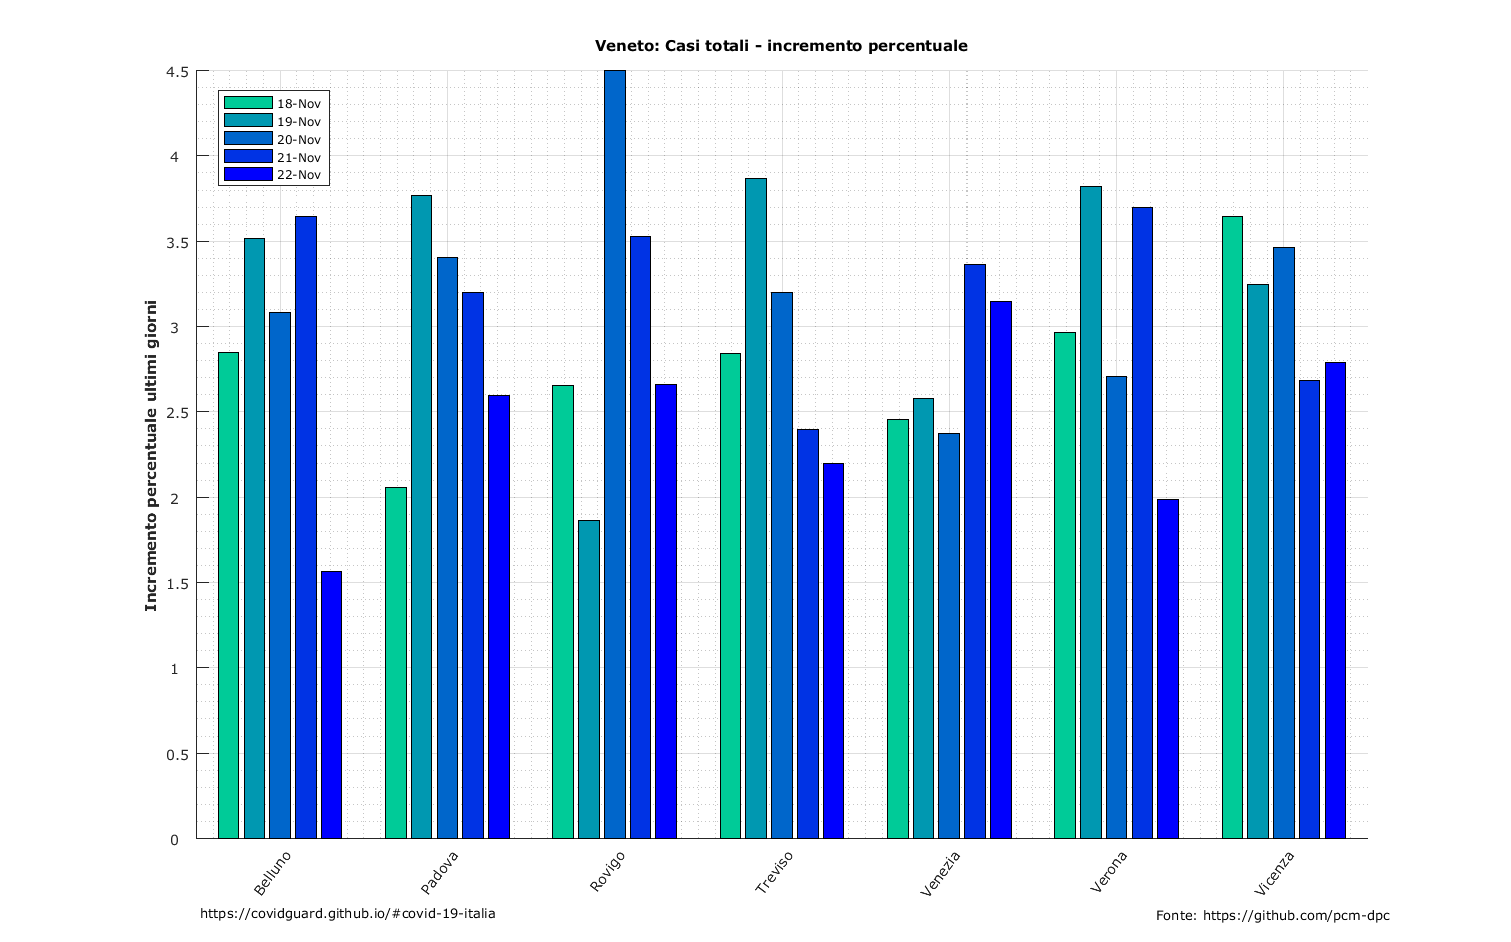 Veneto: Casi totali - incremento percentuale
4.5
4
3.5
3
2.5
2
1.5
1
0.5
0
Incremento percentuale ultimi giorni
18-Nov
19-Nov
20-Nov
21-Nov
22-Nov
Belluno
Padova
Rovigo
Treviso
Venezia
Verona
Vicenza
https://covidguard.github.io/#covid-19-italia
Fonte: https://github.com/pcm-dpc